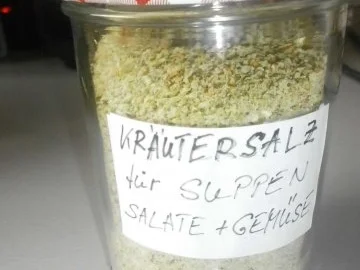 KRÄUTERSALZ
für SUPPEN
SALATE + GEMÜSE